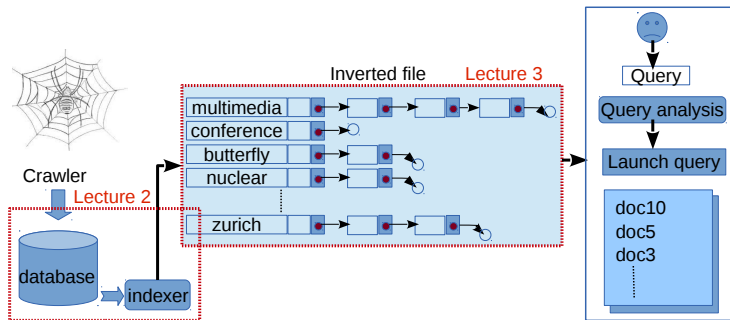 Crawler
Lecture 2
database
indexer
Inverted file
Lecture 3
multimedia
conference
butterfly
nuclear
zurich
Query
Query analysis
Launch query
doc10
doc5
doc3